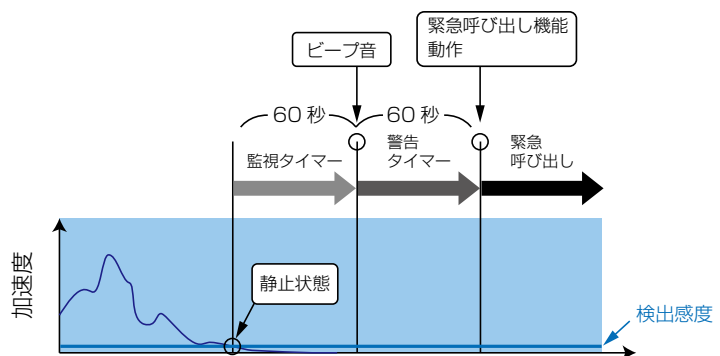 緊急呼び出し機能
動作
ビープ音
60 秒
60 秒
監視タイマー
警告
タイマー
緊急
呼び出し
加速度
静止状態
検出感度